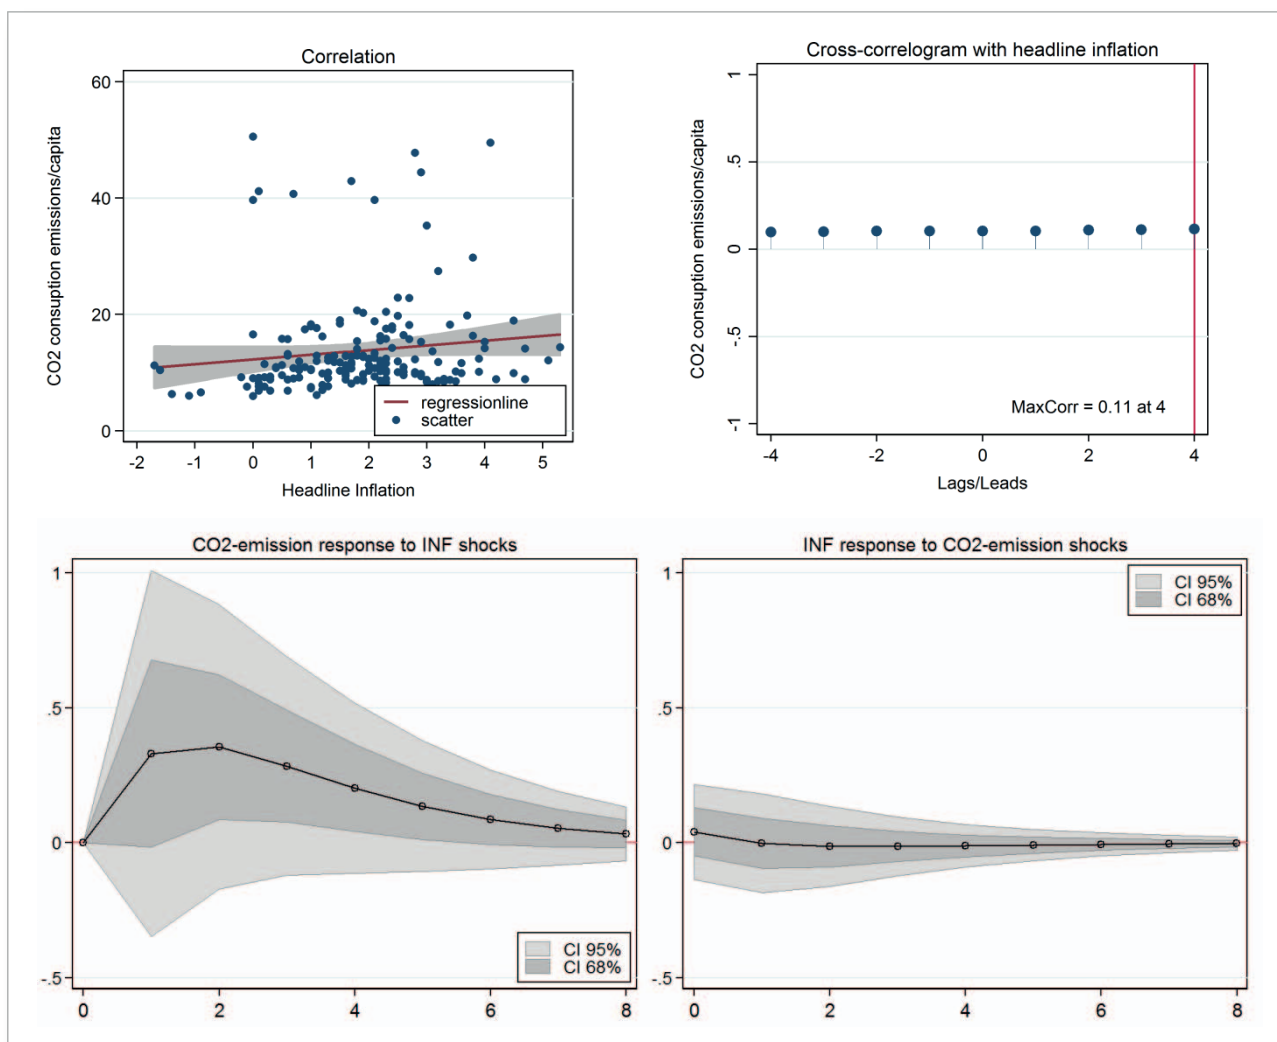 Correlation
CO2 consuption emissions/capita
60
40
20
0
-2 -1 0 1 2 3 4 5
Headline Inflation
regressionline
scatter
Cross-correlogram with headline inflation
CO2 consuption emissions/capita
1
.5
0
-.5
-1
MaxCorr = 0.11 at 4
-4 -2 0 2 4
Lags/Leads
CO2-emission response to INF shocks
1
.5
0
-.5
CI 95%
CI 68%
0 2 4 6 8
INF response to CO2-emission shocks
CI 95%
CI 68%
1
.5
0
-.5
0 2 4 6 8